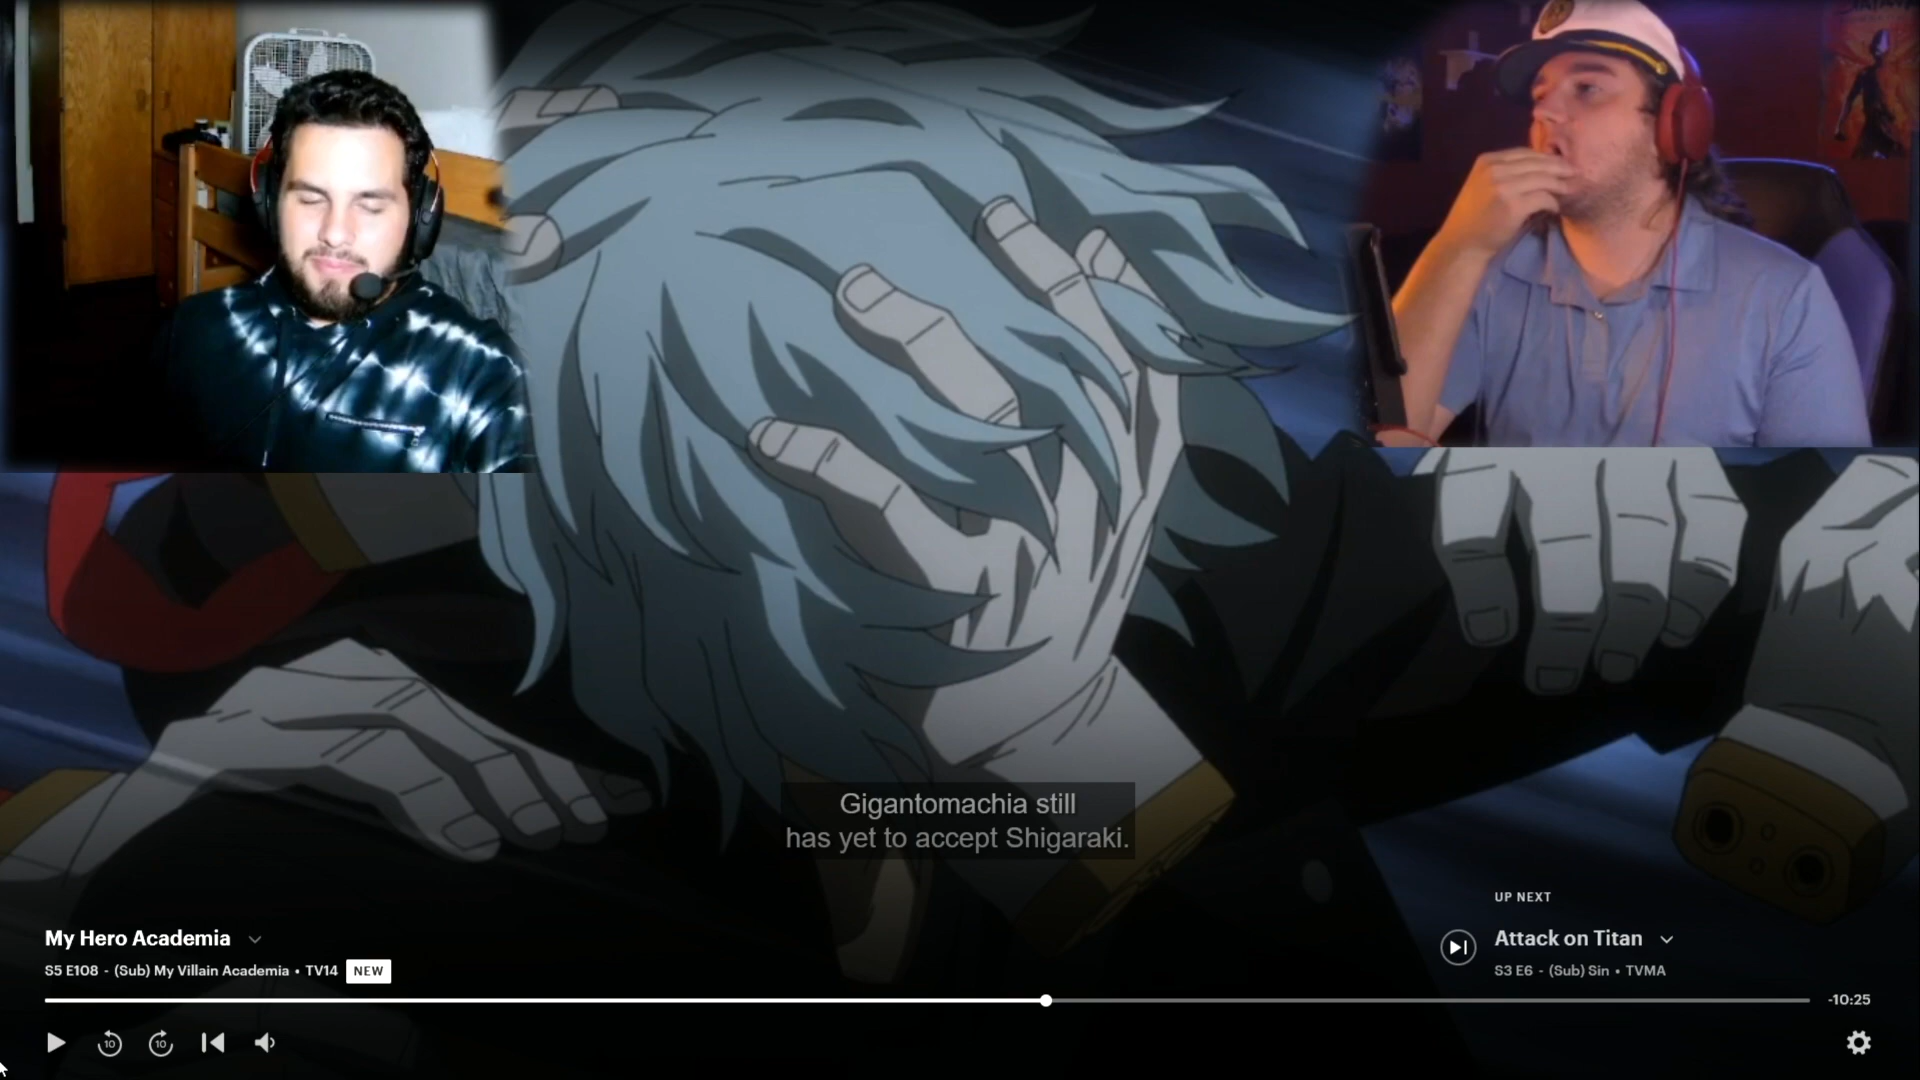 Gigantomachia still
has yet to accept Shigaraki.
UP NEXT
My Hero Academia
Attack on Titan
S5 E108 - (Sub) My Villain Academia • TV14 NEW
S3 E6 - (Sub) Sin • TVMA
-10:25
10
10